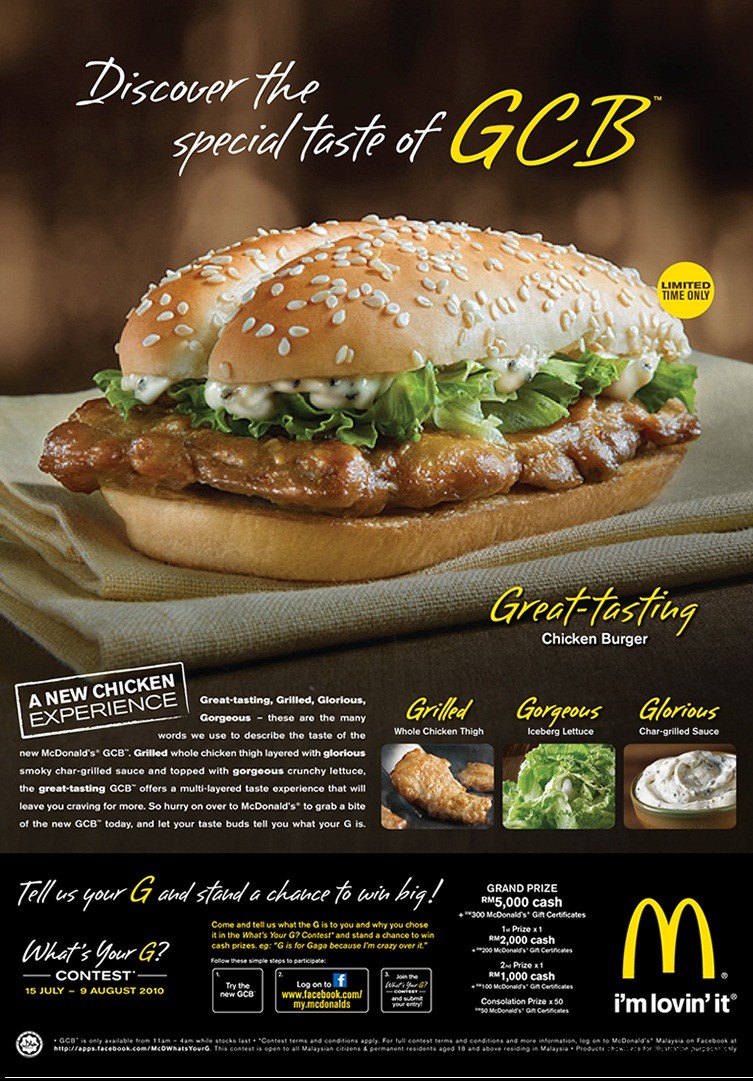 Discover the
special taste of GCB™
LIMITED
TIME ONLY
Great-tasting
Chicken Burger
A NEW CHICKEN
EXPERIENCE
Great-tasting, Grilled, Glorious,
Gorgeous – these are the many
words we use to describe the taste of the
new McDonald's® GCB™. Grilled whole chicken thigh layered with glorious
smoky char-grilled sauce and topped with gorgeous crunchy lettuce,
the great-tasting GCB™ offers a multi-layered taste experience that will
leave you craving for more. So hurry on over to McDonald's® to grab a bite
of the new GCB™ today, and let your taste buds tell you what your G is.
Grilled
Whole Chicken Thigh
Gorgeous
Iceberg Lettuce
Glorious
Char-grilled Sauce
Tell us your G and stand a chance to win big!
What's Your G?
CONTEST*
15 JULY – 9 AUGUST 2010
Come and tell us what the G is to you and why you chose
it in the What's Your G? Contest* and stand a chance to win
cash prizes. eg: "G is for Gaga because I'm crazy over it."
Follow these simple steps to participate:
1.
Try the
new GCB™
2.
Log on to f
www.facebook.com/
my.mcdonalds
3.
Join the
What's Your G?
CONTEST
and submit
your entry!
GRAND PRIZE
RM5,000 cash
+ RM300 McDonald's® Gift Certificates
1st Prize x 1
RM2,000 cash
+ RM200 McDonald's® Gift Certificates
2nd Prize x 1
RM1,000 cash
+ RM100 McDonald's® Gift Certificates
Consolation Prize x 50
RM50 McDonald's® Gift Certificates
i'm lovin' it®
• GCB™ is only available from 11am – 4am while stocks last • *Contest terms and conditions apply. For full contest terms and conditions and more information, log on to McDonald's® Malaysia on Facebook at
http://apps.facebook.com/McDWhatsYourG. This contest is open to all Malaysian citizens & permanent residents aged 18 and above residing in Malaysia • Products shown are for illustration purposes only